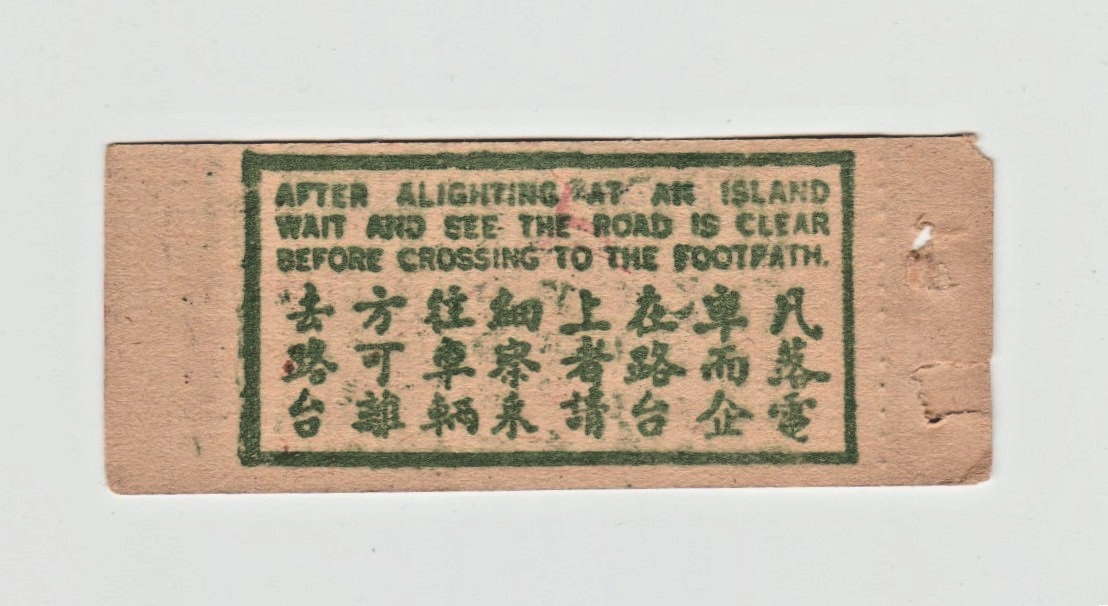 AFTER ALIGHTING AT AN ISLAND
WAIT AND SEE THE ROAD IS CLEAR
BEFORE CROSSING TO THE FOOTPATH.
凡落電
車而企
在路台
上者請
細察來
往車輛
方可離
去路台